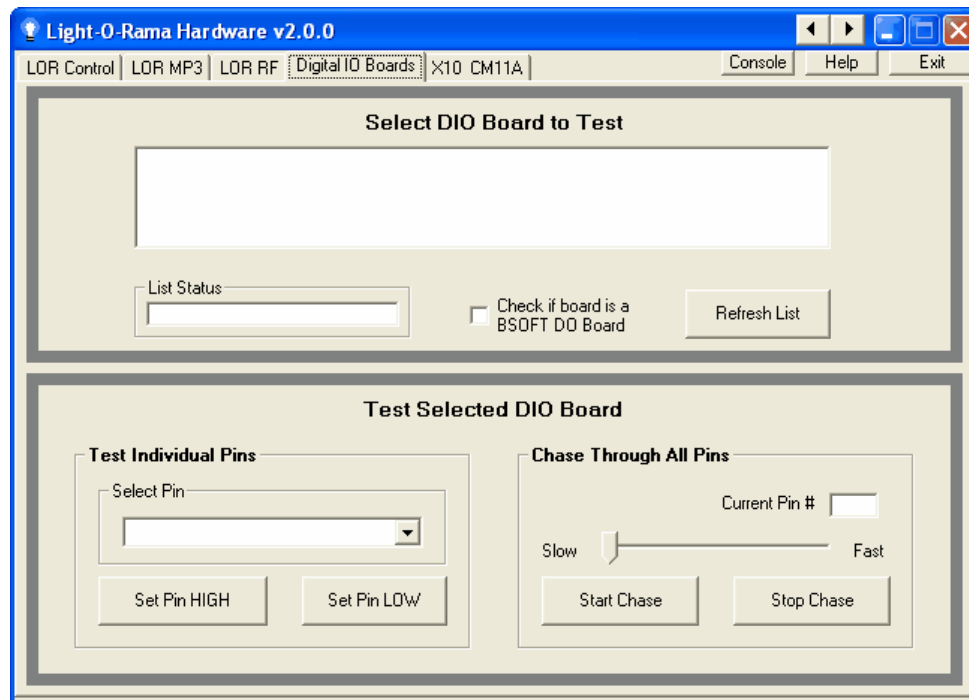 Light-O-Rama Hardware v2.0.0
LOR Control LOR MP3 LOR RF Digital IO Boards X10 CM11A Console Help Exit
Select DIO Board to Test
List Status
Check if board is a
BSOFT DO Board
Refresh List
Test Selected DIO Board
Test Individual Pins
Select Pin
Set Pin HIGH Set Pin LOW
Chase Through All Pins
Current Pin #
Slow Fast
Start Chase Stop Chase